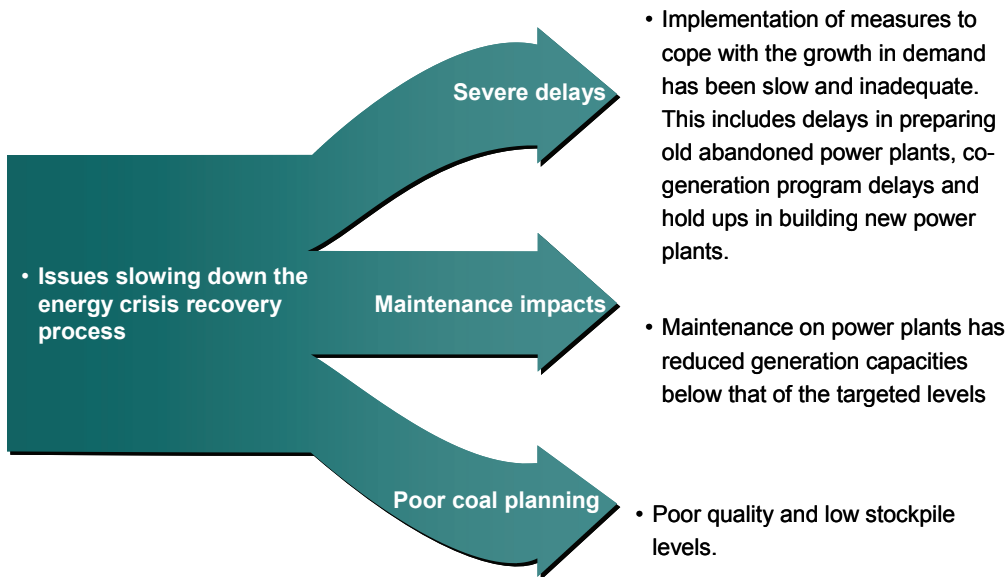 • Issues slowing down the
energy crisis recovery
process
Severe delays
• Implementation of measures to
cope with the growth in demand
has been slow and inadequate.
This includes delays in preparing
old abandoned power plants, co-
generation program delays and
hold ups in building new power
plants.
Maintenance impacts
• Maintenance on power plants has
reduced generation capacities
below that of the targeted levels
Poor coal planning
• Poor quality and low stockpile
levels.